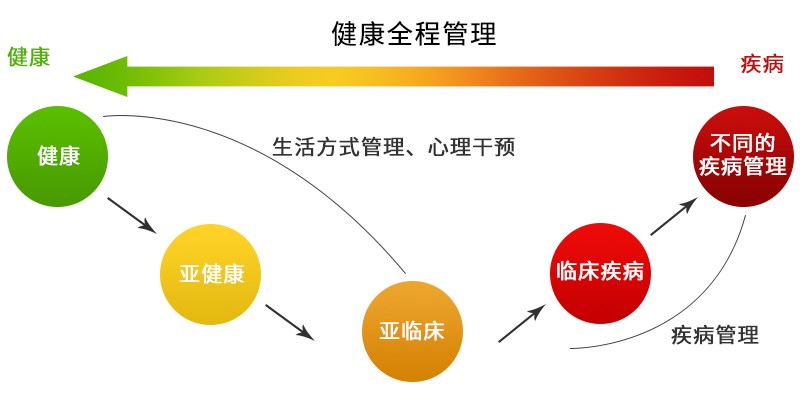 健康全程管理
健康
疾病
健康
不同的
疾病管理
生活方式管理、心理干预
亚健康
临床疾病
亚临床
疾病管理